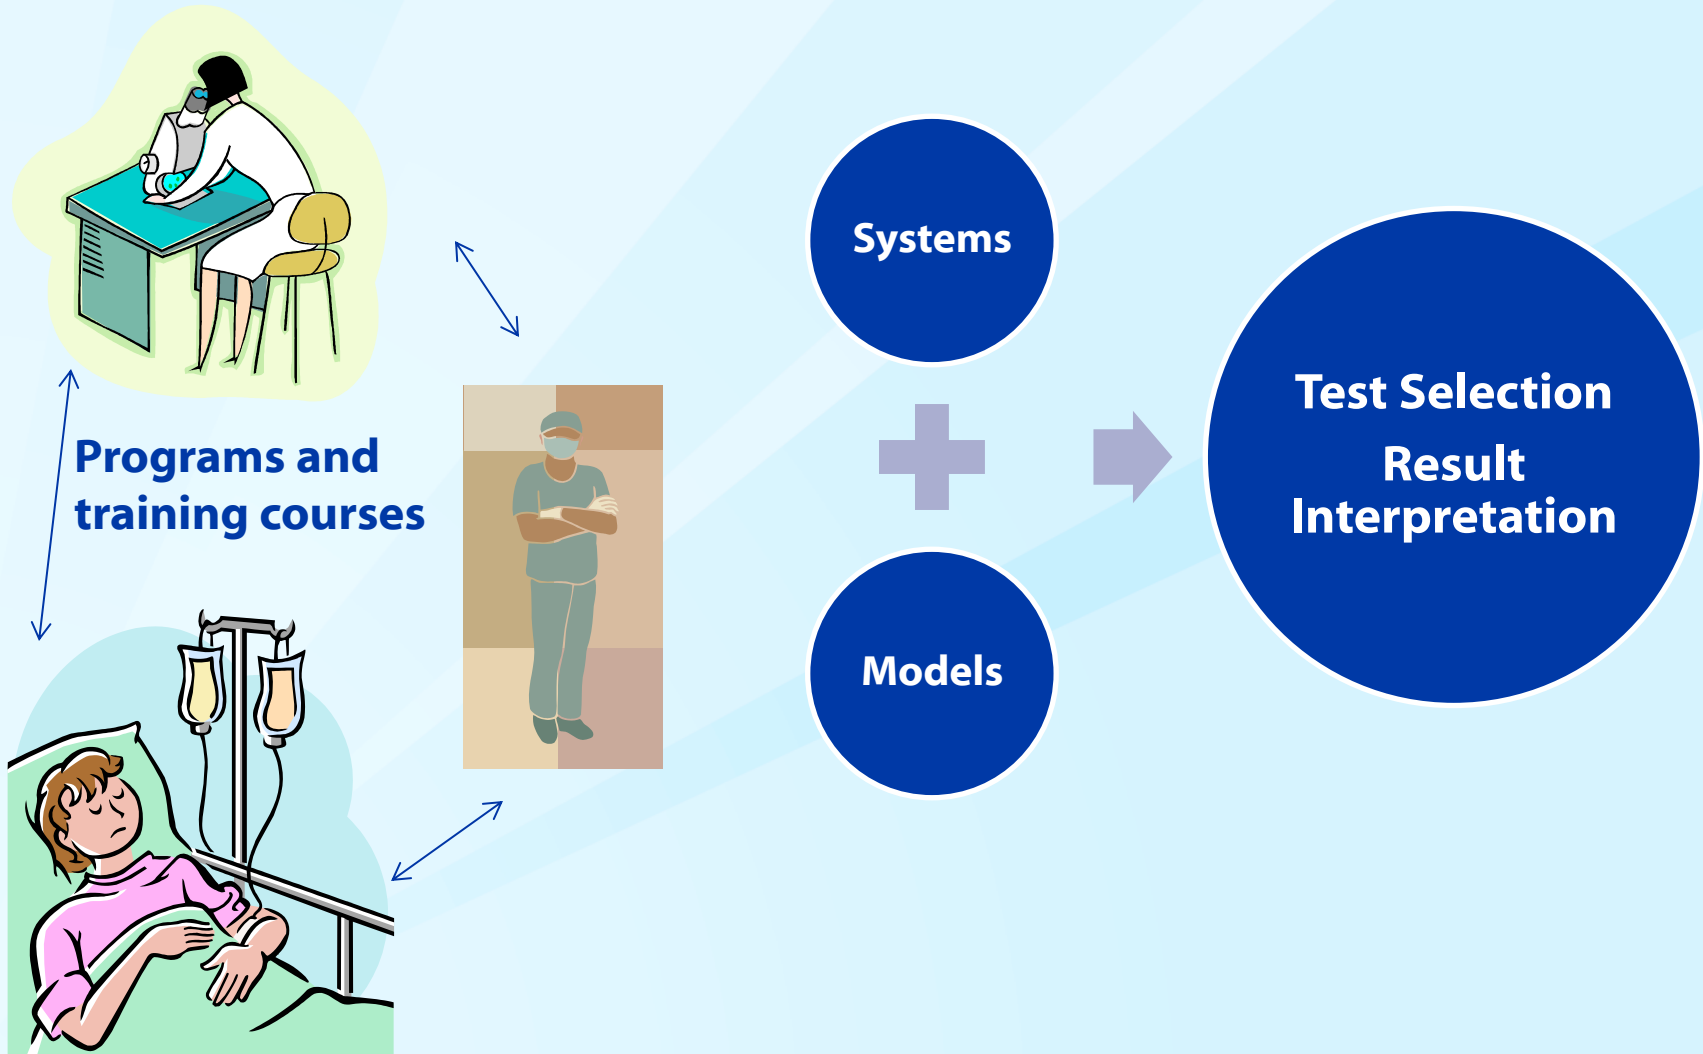 Programs and
training courses
Systems
Models
Test Selection
Result
Interpretation